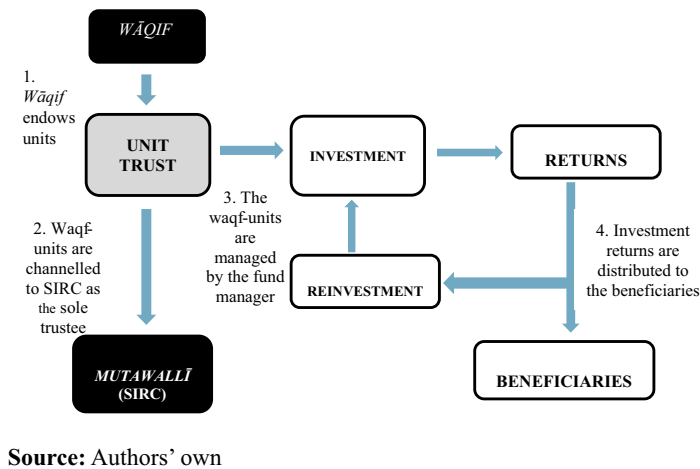 WĀQIF
1.
Wāqif
endows
units
UNIT
TRUST
INVESTMENT
RETURNS
2. Waqf-
units are
channelled
to SIRC as
the sole
trustee
3. The
waqf-units
are
managed
by the fund
manager
4. Investment
returns are
distributed to
the beneficiaries
REINVESTMENT
MUTAWALLĪ
(SIRC)
BENEFICIARIES
Source: Authors’ own